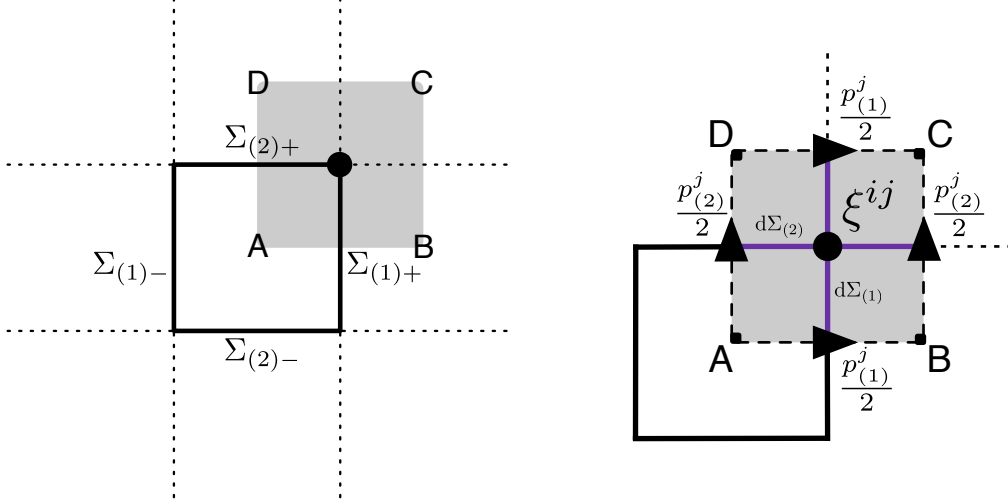 D C
Σ(2)+
A B
Σ(1)− Σ(1)+
Σ(2)−
p^j_(1)/2
D C
p^j_(2)/2 ξ^{ij} p^j_(2)/2
dΣ(2)
dΣ(1)
A B
p^j_(1)/2